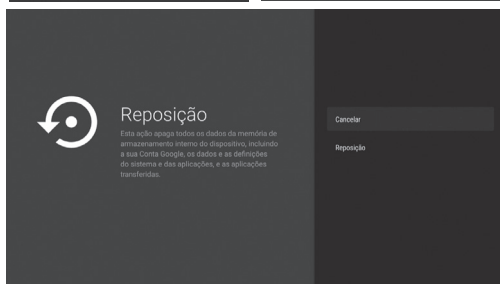 Reposição
Esta ação apaga todos os dados da memória de
armazenamento interno do dispositivo, incluindo
a sua Conta Google, os dados e as definições
do sistema e das aplicações, e as aplicações
transferidas.
Cancelar
Reposição